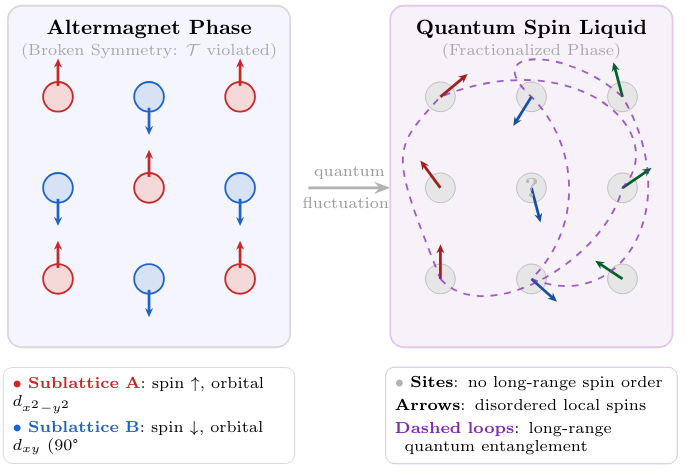 Altermagnet Phase
(Broken Symmetry: 𝒯 violated)
Quantum Spin Liquid
(Fractionalized Phase)
quantum
fluctuation
?
• Sublattice A: spin ↑, orbital
d_{x²−y²}
• Sublattice B: spin ↓, orbital
d_{xy} (90°
• Sites: no long-range spin order
Arrows: disordered local spins
Dashed loops: long-range
quantum entanglement